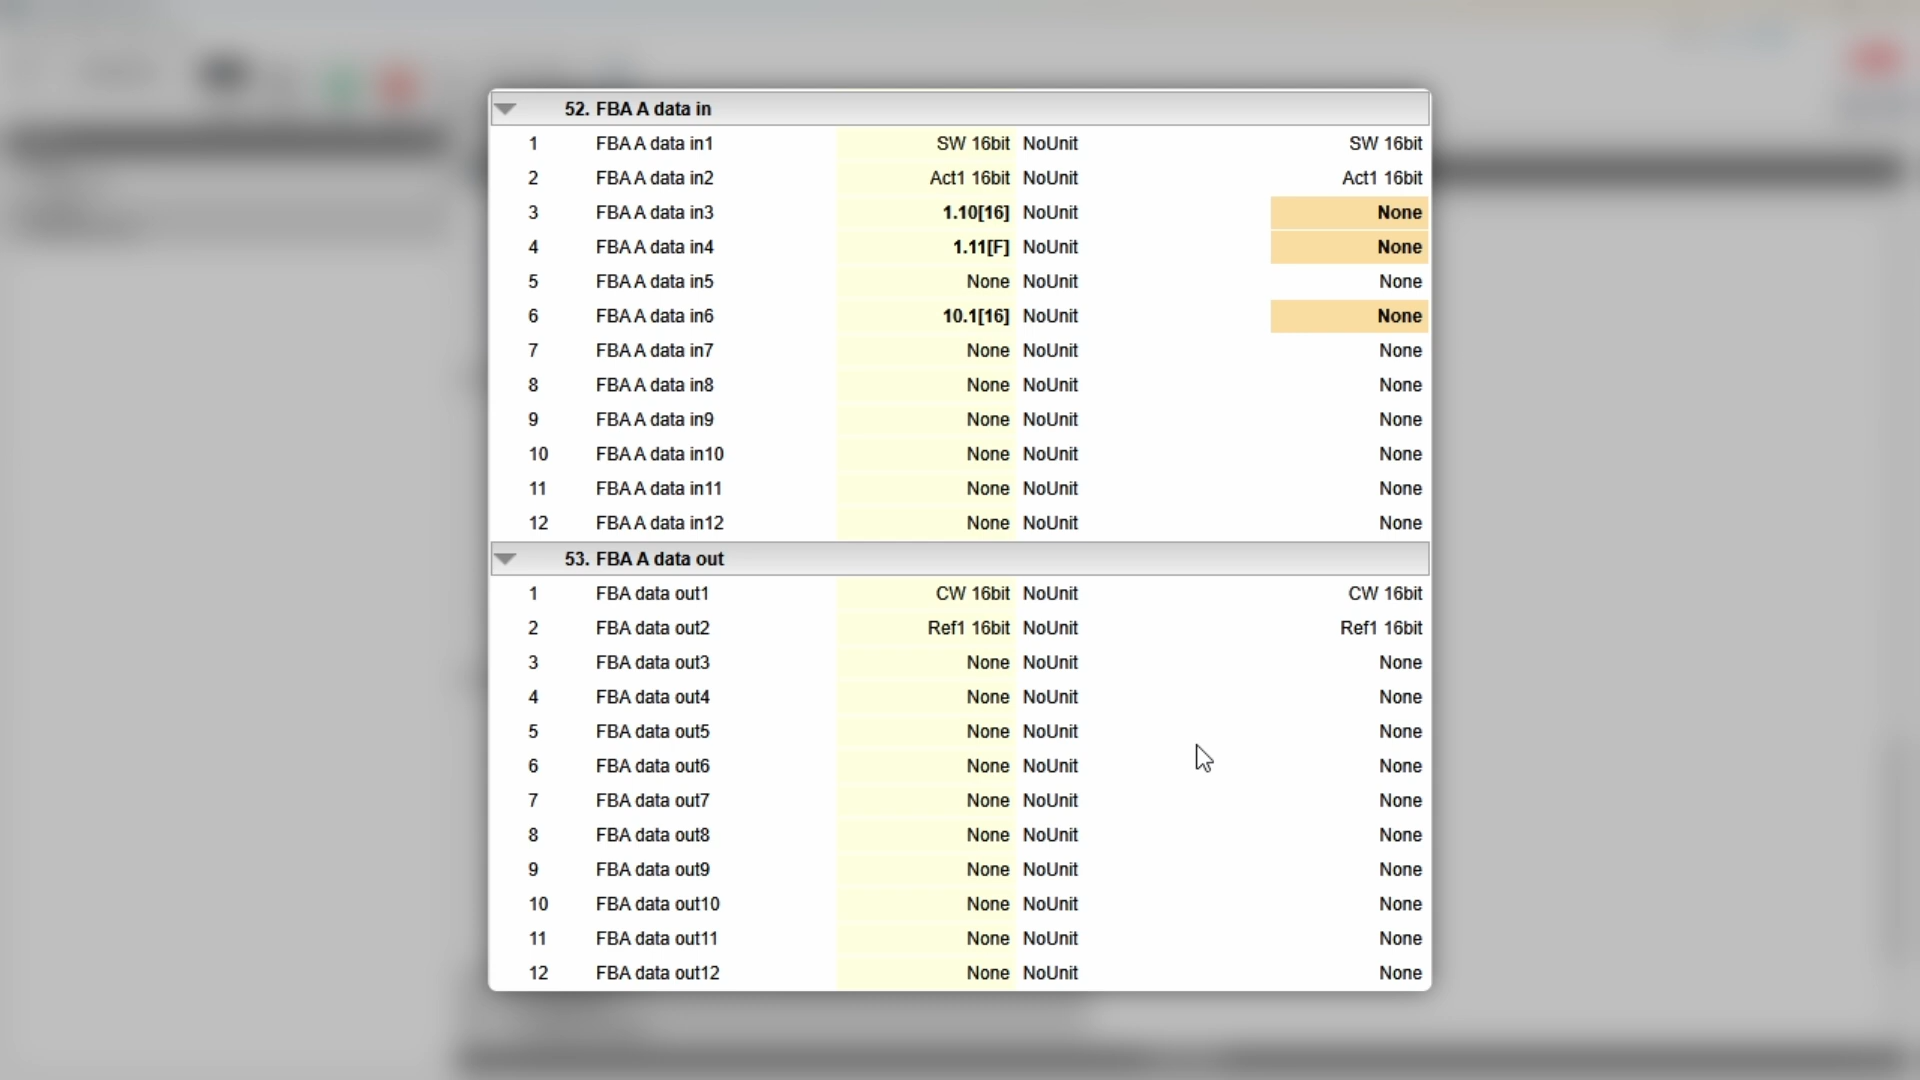 52. FBA A data in
1 FBA A data in1 SW 16bit NoUnit SW 16bit
2 FBA A data in2 Act1 16bit NoUnit Act1 16bit
3 FBA A data in3 1.10[16] NoUnit None
4 FBA A data in4 1.11[F] NoUnit None
5 FBA A data in5 None NoUnit None
6 FBA A data in6 10.1[16] NoUnit None
7 FBA A data in7 None NoUnit None
8 FBA A data in8 None NoUnit None
9 FBA A data in9 None NoUnit None
10 FBA A data in10 None NoUnit None
11 FBA A data in11 None NoUnit None
12 FBA A data in12 None NoUnit None
53. FBA A data out
1 FBA data out1 CW 16bit NoUnit CW 16bit
2 FBA data out2 Ref1 16bit NoUnit Ref1 16bit
3 FBA data out3 None NoUnit None
4 FBA data out4 None NoUnit None
5 FBA data out5 None NoUnit None
6 FBA data out6 None NoUnit None
7 FBA data out7 None NoUnit None
8 FBA data out8 None NoUnit None
9 FBA data out9 None NoUnit None
10 FBA data out10 None NoUnit None
11 FBA data out11 None NoUnit None
12 FBA data out12 None NoUnit None